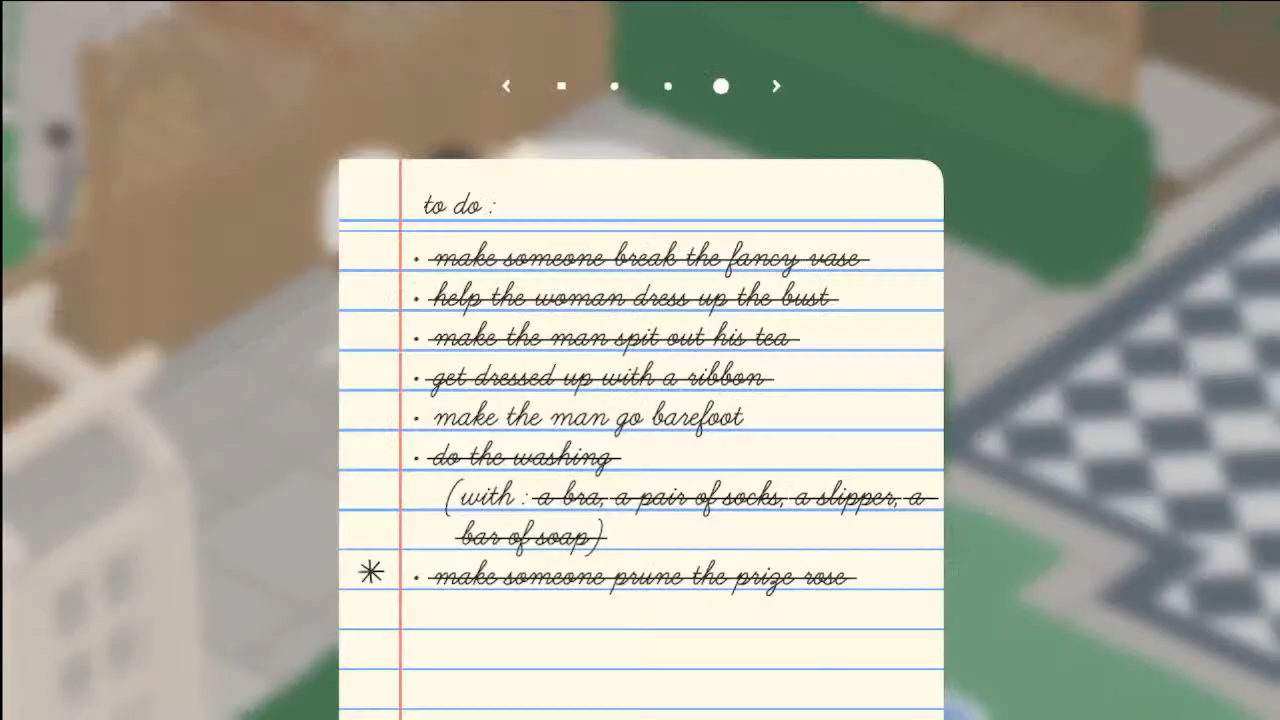 to do :
• make someone break the fancy vase
• help the woman dress up the bust
• make the man spit out his tea
• get dressed up with a ribbon
• make the man go barefoot
• do the washing
(with : a bra, a pair of socks, a slipper, a
bar of soap)
• make someone prune the prize rose